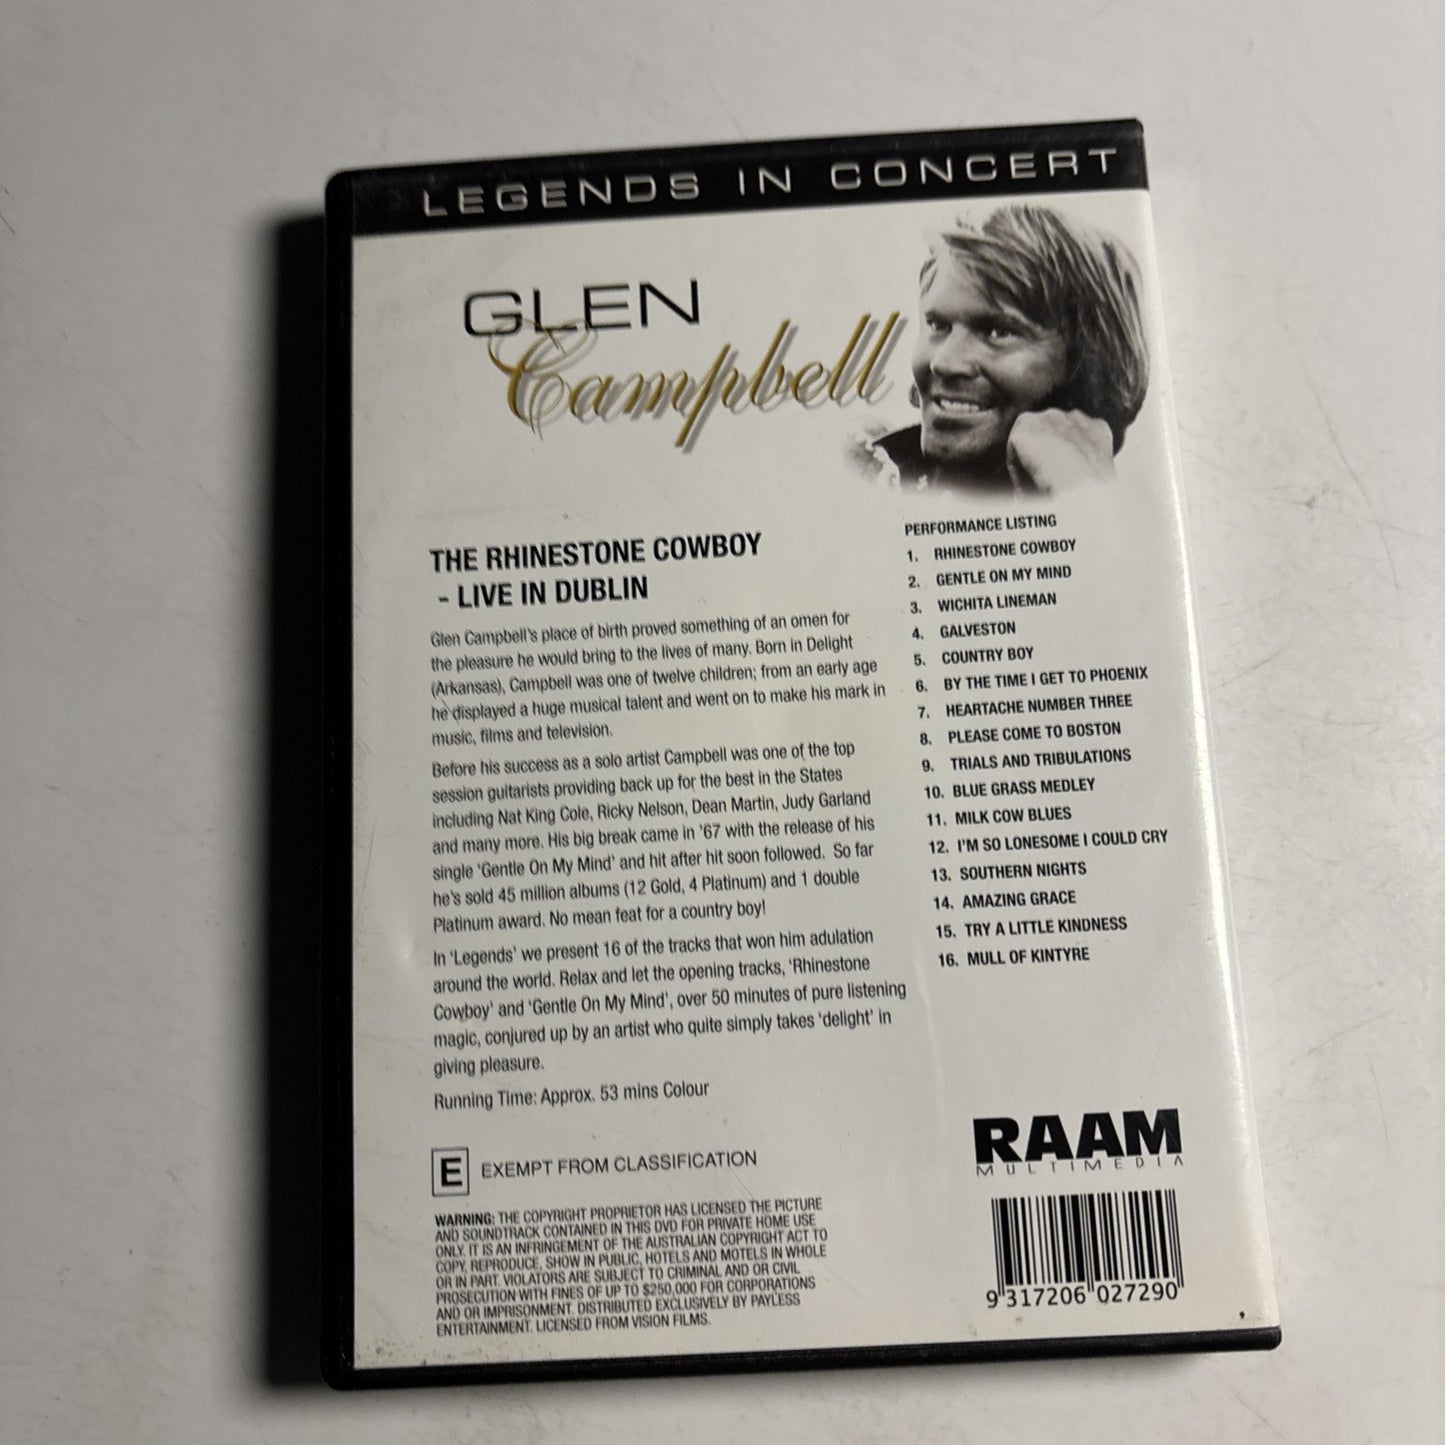 LEGENDS IN CONCERT
GLEN
Campbell
THE RHINESTONE COWBOY
- LIVE IN DUBLIN
Glen Campbell's place of birth proved something of an omen for
the pleasure he would bring to the lives of many. Born in Delight
(Arkansas), Campbell was one of twelve children; from an early age
he displayed a huge musical talent and went on to make his mark in
music, films and television.
Before his success as a solo artist Campbell was one of the top
session guitarists providing back up for the best in the States
including Nat King Cole, Ricky Nelson, Dean Martin, Judy Garland
and many more. His big break came in '67 with the release of his
single 'Gentle On My Mind' and hit after hit soon followed. So far
he's sold 45 million albums (12 Gold, 4 Platinum) and 1 double
Platinum award. No mean feat for a country boy!
In 'Legends' we present 16 of the tracks that won him adulation
around the world. Relax and let the opening tracks, 'Rhinestone
Cowboy' and 'Gentle On My Mind', over 50 minutes of pure listening
magic, conjured up by an artist who quite simply takes 'delight' in
giving pleasure.
Running Time: Approx. 53 mins Colour
PERFORMANCE LISTING
1. RHINESTONE COWBOY
2. GENTLE ON MY MIND
3. WICHITA LINEMAN
4. GALVESTON
5. COUNTRY BOY
6. BY THE TIME I GET TO PHOENIX
7. HEARTACHE NUMBER THREE
8. PLEASE COME TO BOSTON
9. TRIALS AND TRIBULATIONS
10. BLUE GRASS MEDLEY
11. MILK COW BLUES
12. I'M SO LONESOME I COULD CRY
13. SOUTHERN NIGHTS
14. AMAZING GRACE
15. TRY A LITTLE KINDNESS
16. MULL OF KINTYRE
E EXEMPT FROM CLASSIFICATION
WARNING: THE COPYRIGHT PROPRIETOR HAS LICENSED THE PICTURE
AND SOUNDTRACK CONTAINED IN THIS DVD FOR PRIVATE HOME USE
ONLY. IT IS AN INFRINGEMENT OF THE AUSTRALIAN COPYRIGHT ACT TO
COPY, REPRODUCE, SHOW IN PUBLIC, HOTELS AND MOTELS IN WHOLE
OR IN PART. VIOLATORS ARE SUBJECT TO CRIMINAL AND OR CIVIL
PROSECUTION WITH FINES OF UP TO $250,000 FOR CORPORATIONS
AND OR IMPRISONMENT. DISTRIBUTED EXCLUSIVELY BY PAYLESS
ENTERTAINMENT. LICENSED FROM VISION FILMS.
RAAM
MULTIMEDIA
9 317206 027290